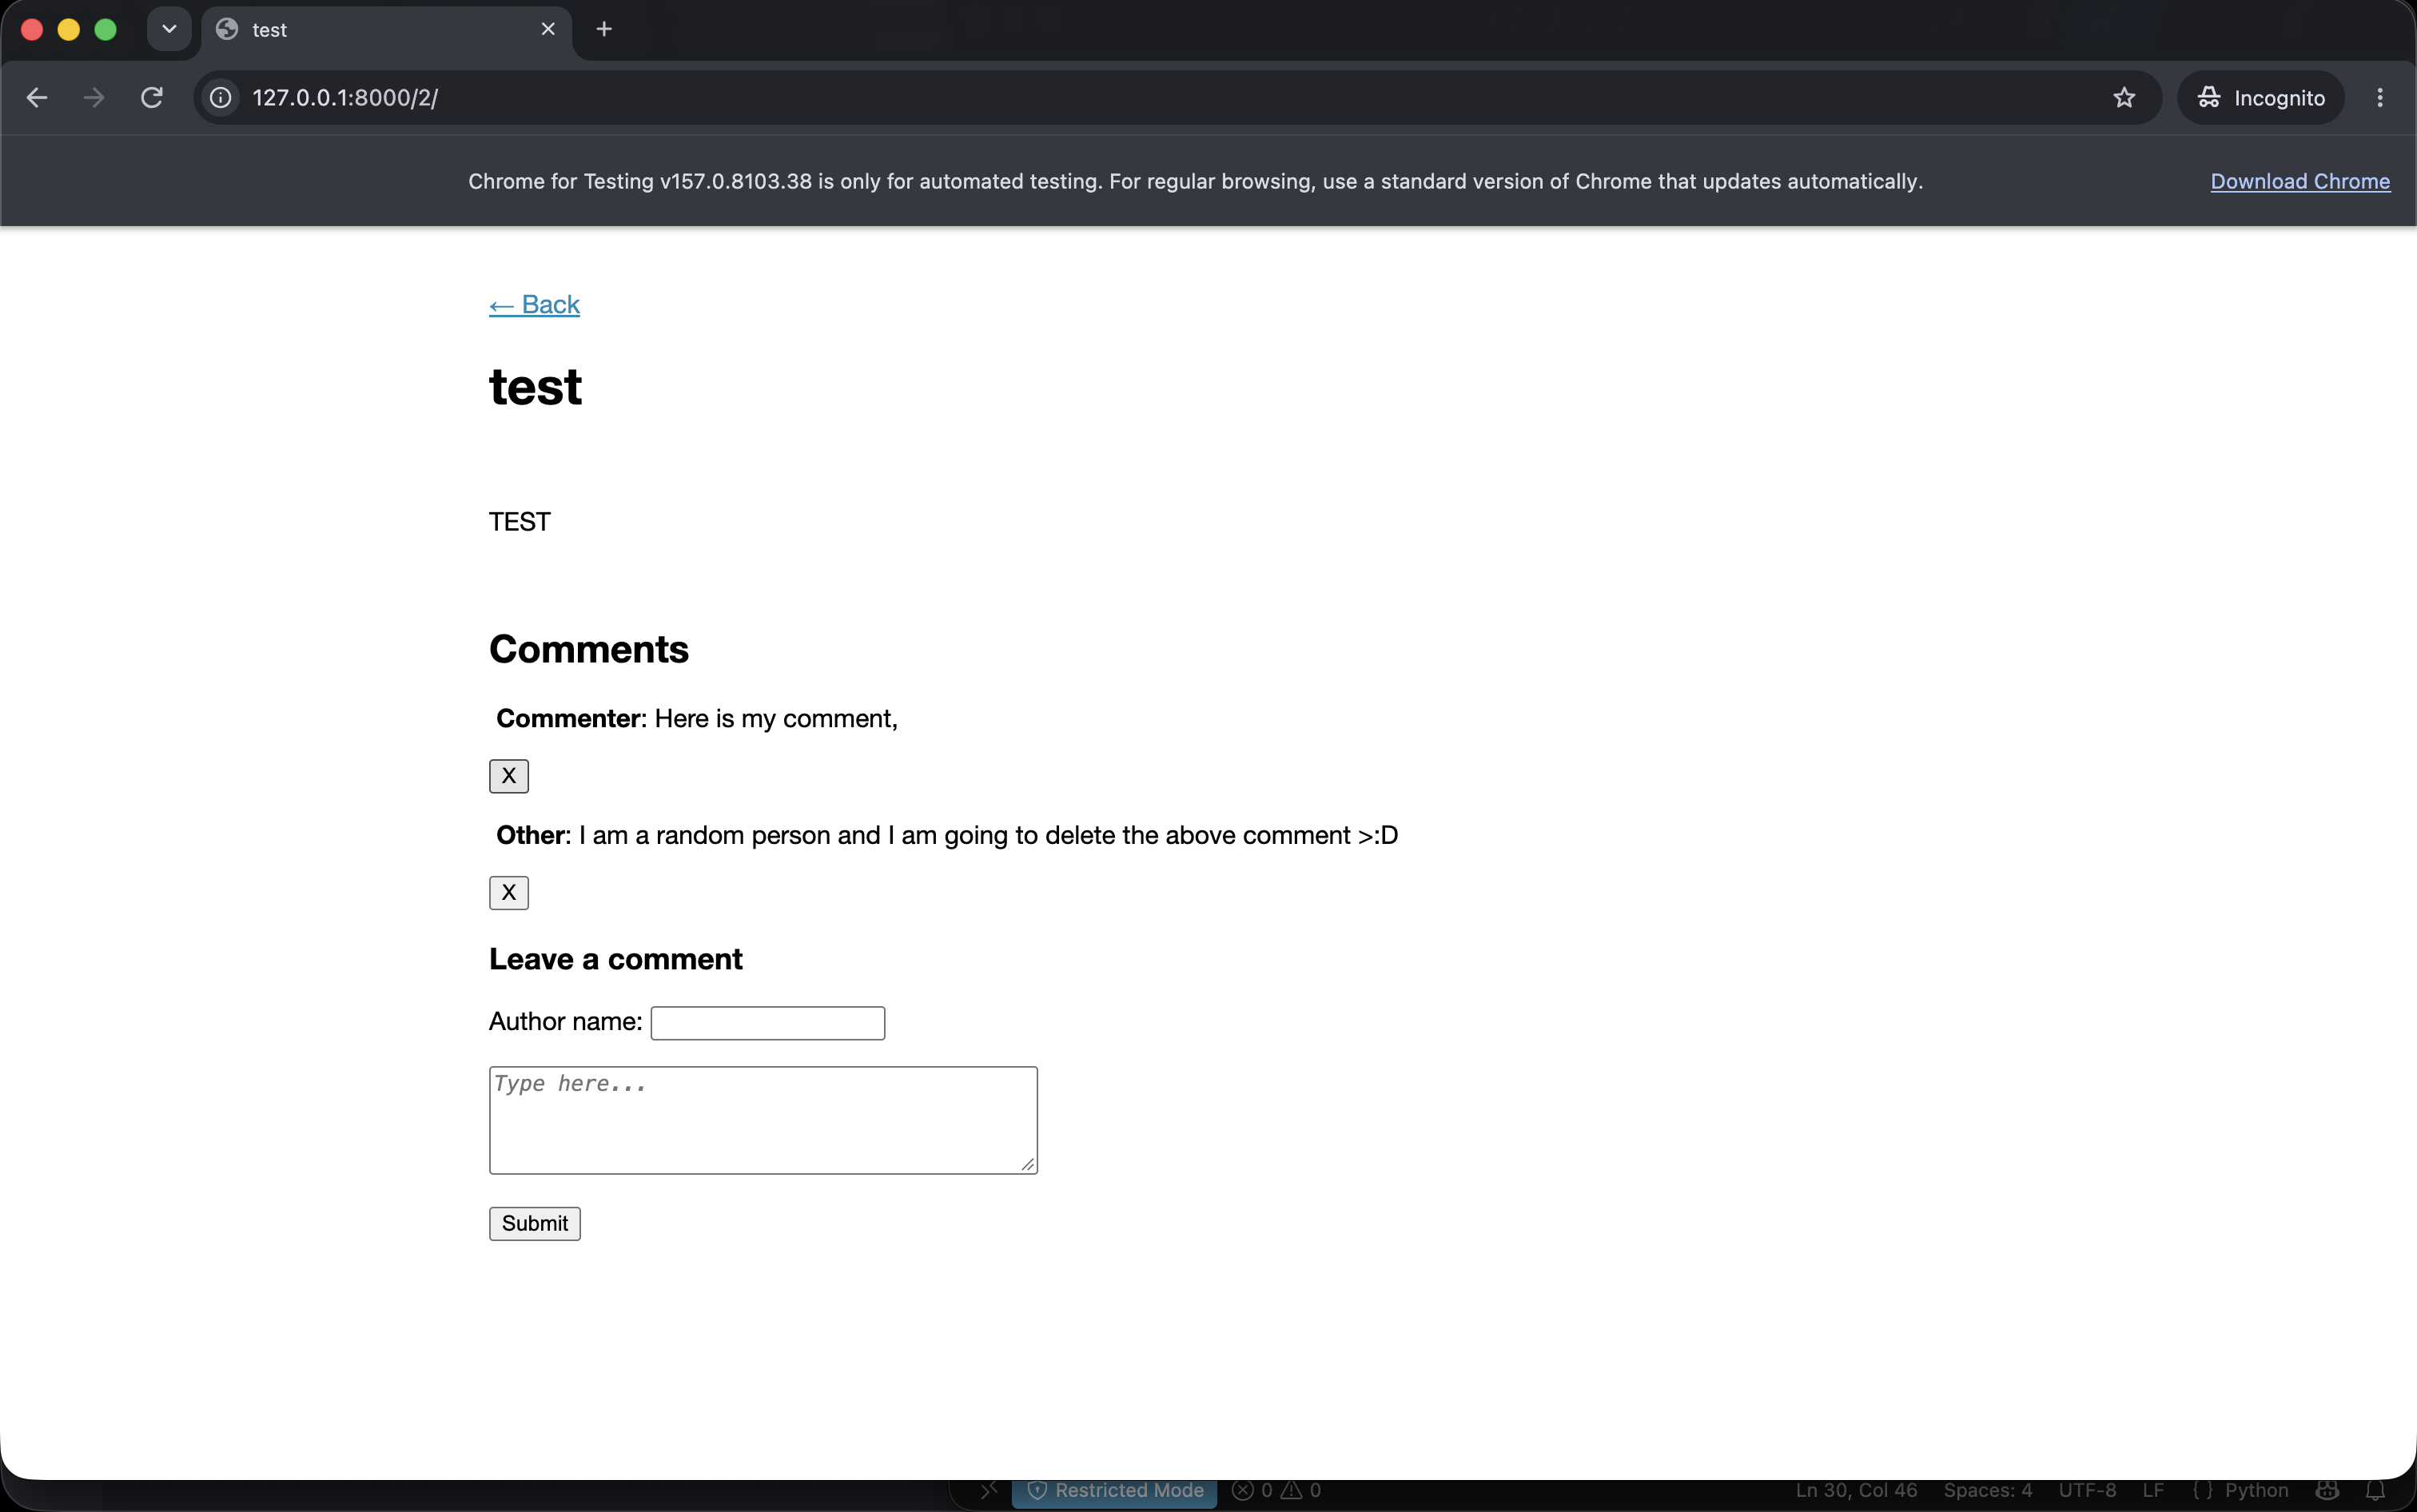 test
127.0.0.1:8000/2/
Incognito
Chrome for Testing v157.0.8103.38 is only for automated testing. For regular browsing, use a standard version of Chrome that updates automatically.
Download Chrome
← Back
test
TEST
Comments
Commenter: Here is my comment,
X
Other: I am a random person and I am going to delete the above comment >:D
X
Leave a comment
Author name:
Type here...
Submit
Restricted Mode 0 0 Ln 30, Col 46 Spaces: 4 UTF-8 LF {} Python